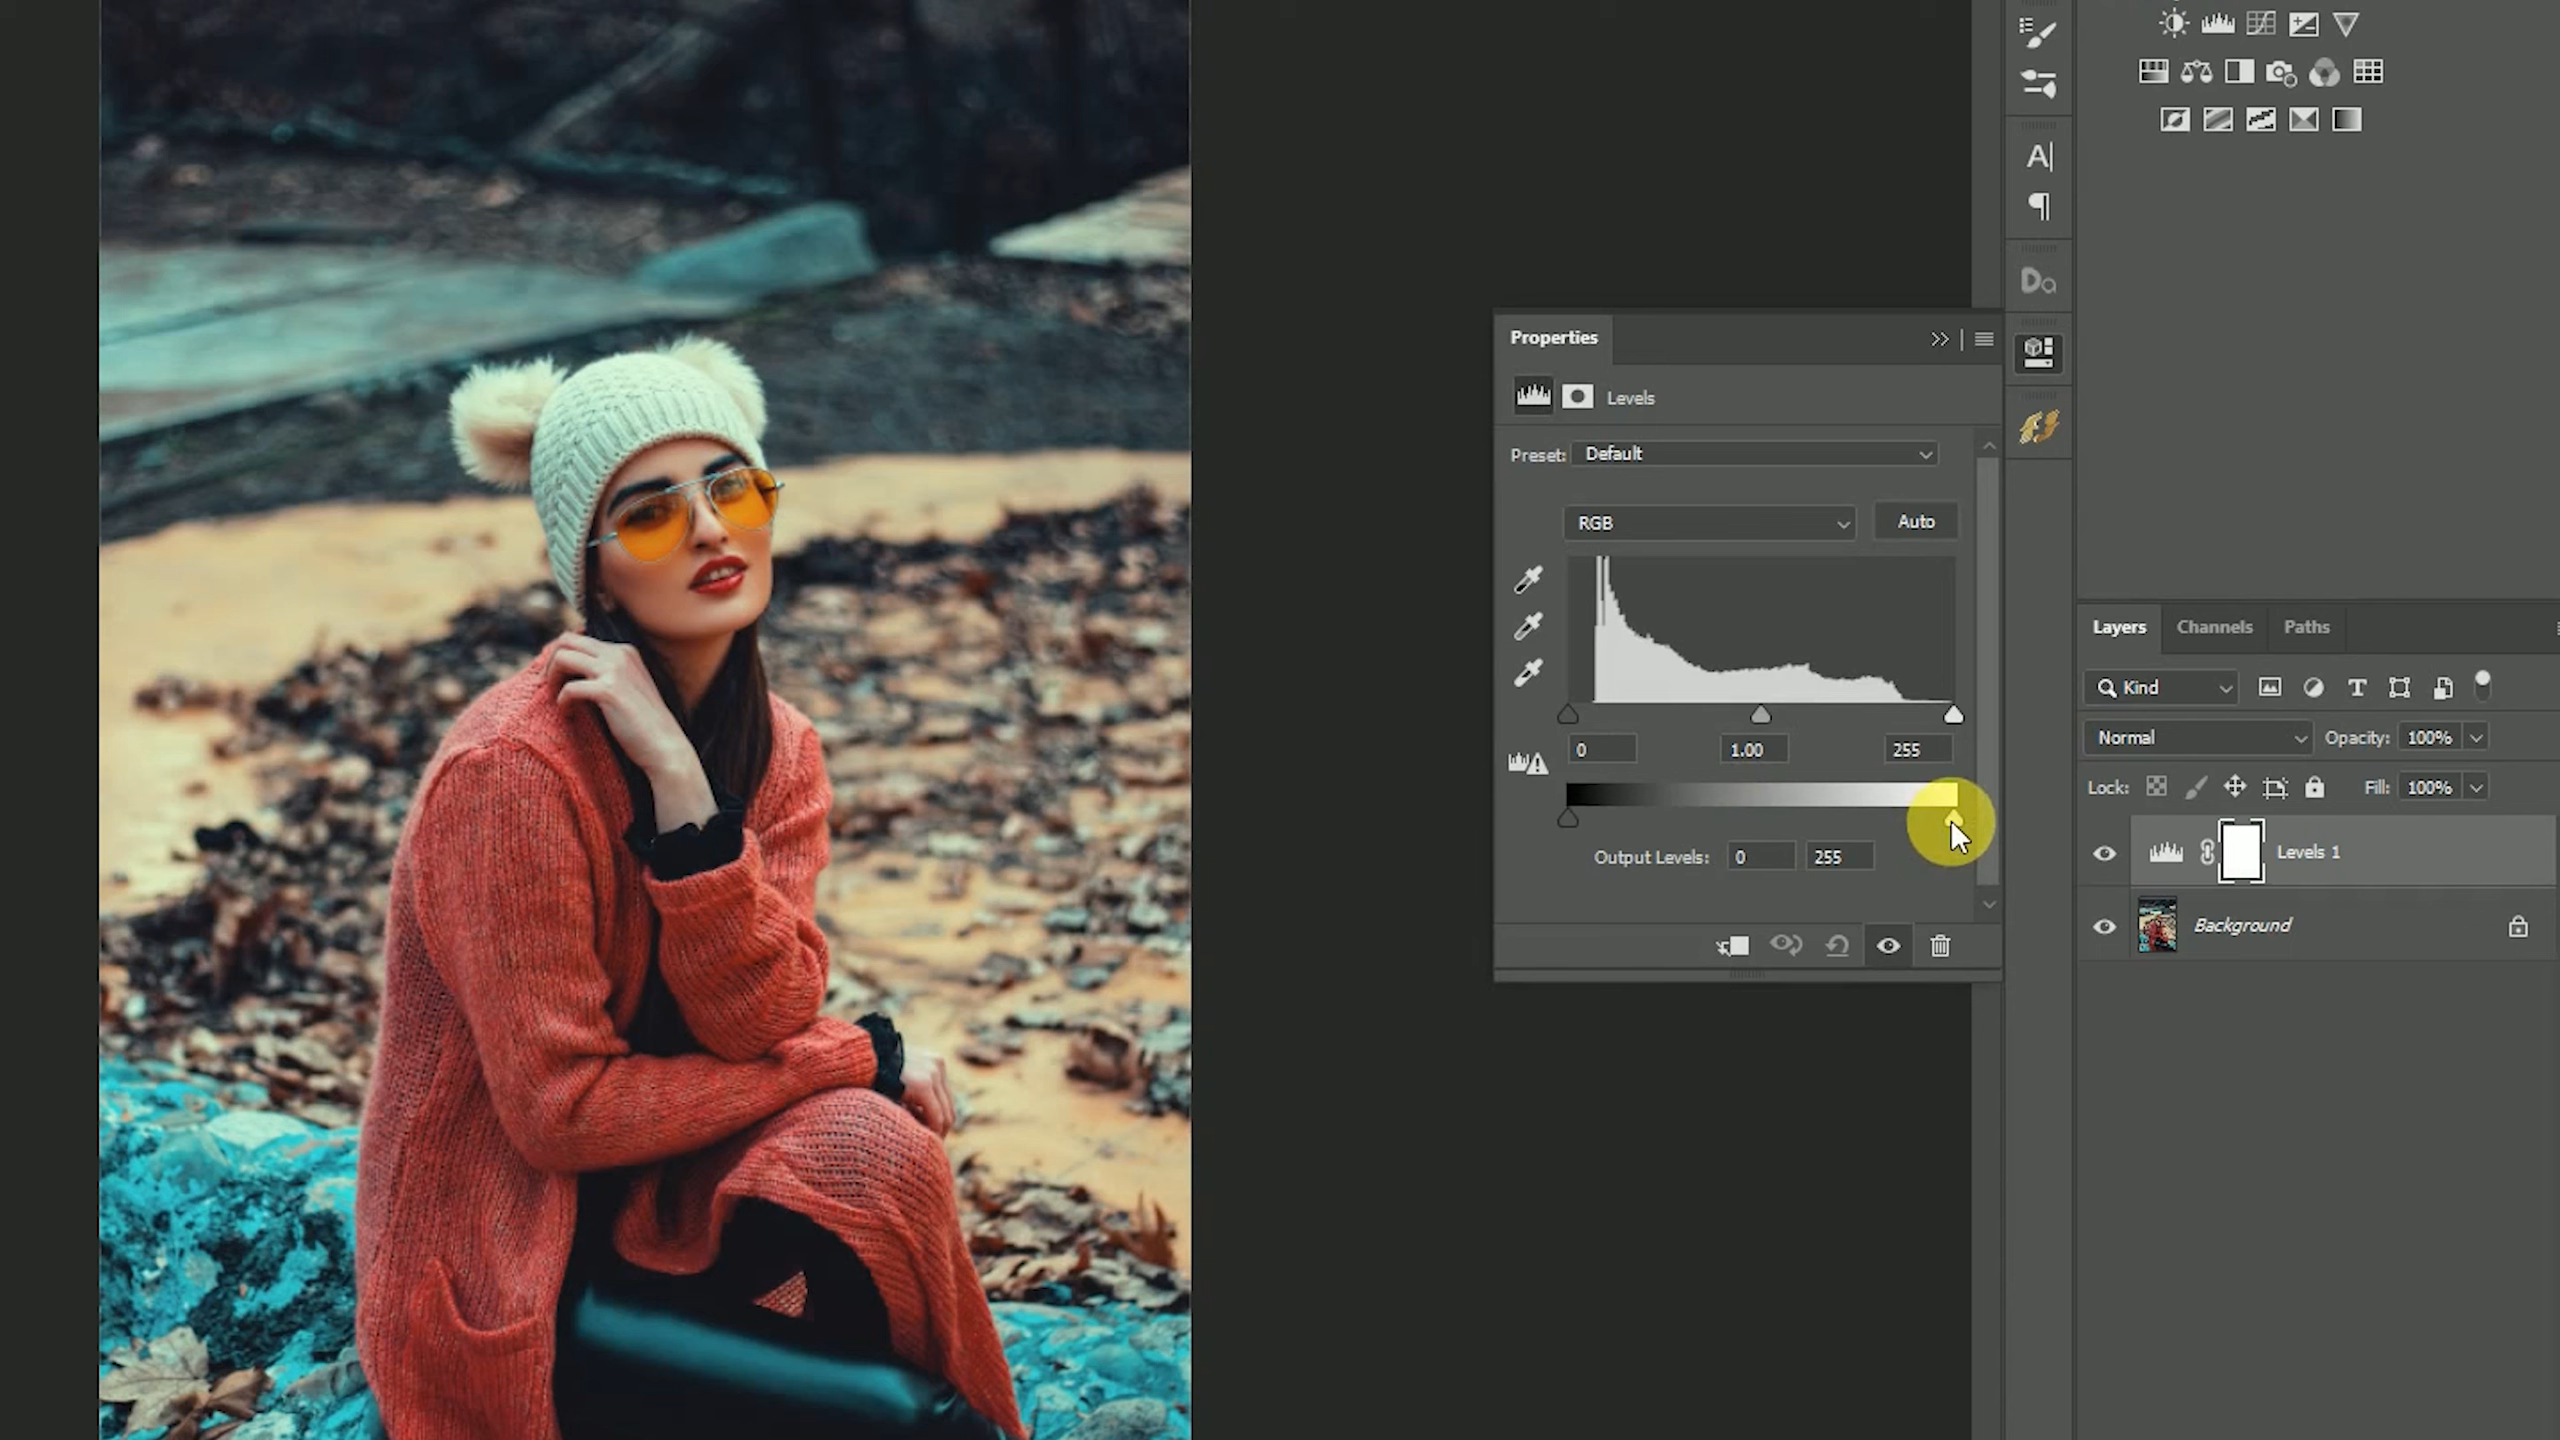 Properties
Levels
Preset: Default
RGB
Auto
0 1.00 255
Output Levels: 0 255
A|
Da
Layers Channels Paths
Kind
T
Normal Opacity: 100%
Lock: Fill: 100%
Levels 1
Background